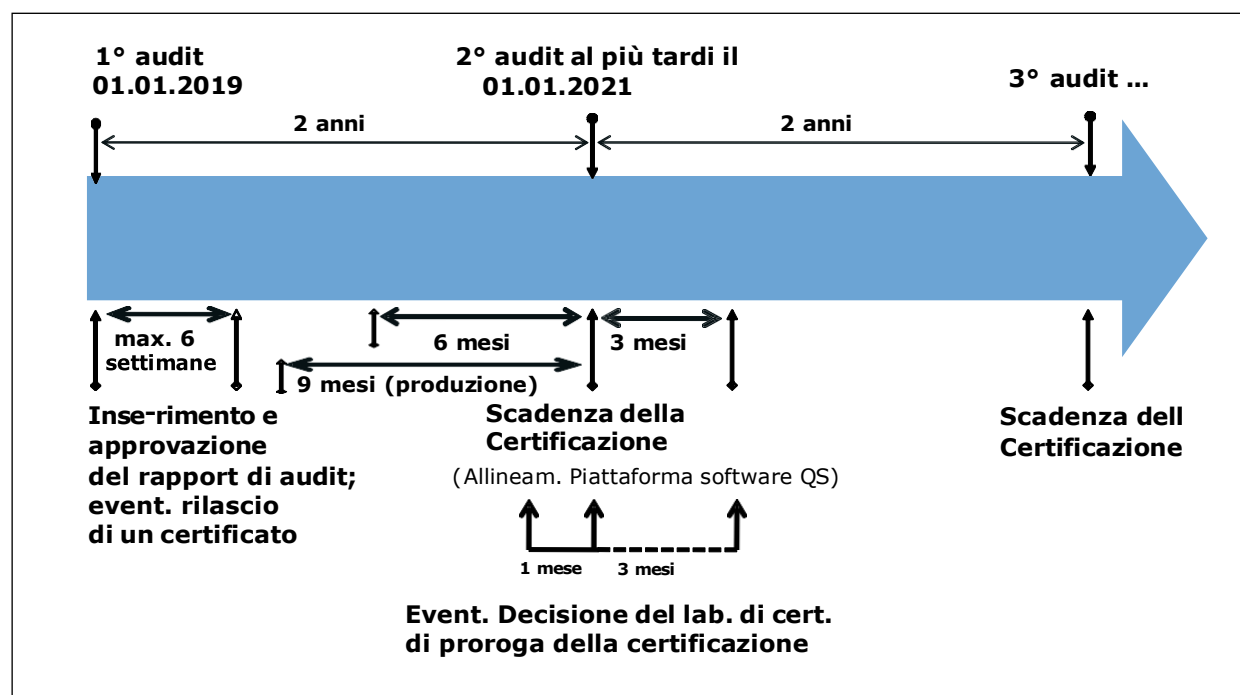 1° audit
01.01.2019
2° audit al più tardi il
01.01.2021
3° audit ...
2 anni
2 anni
max. 6
settimane
6 mesi
3 mesi
9 mesi (produzione)
Inse-rimento e
approvazione
del rapport di audit;
event. rilascio
di un certificato
Scadenza della
Certificazione
(Allineam. Piattaforma software QS)
Scadenza dell
Certificazione
1 mese
3 mesi
Event. Decisione del lab. di cert.
di proroga della certificazione